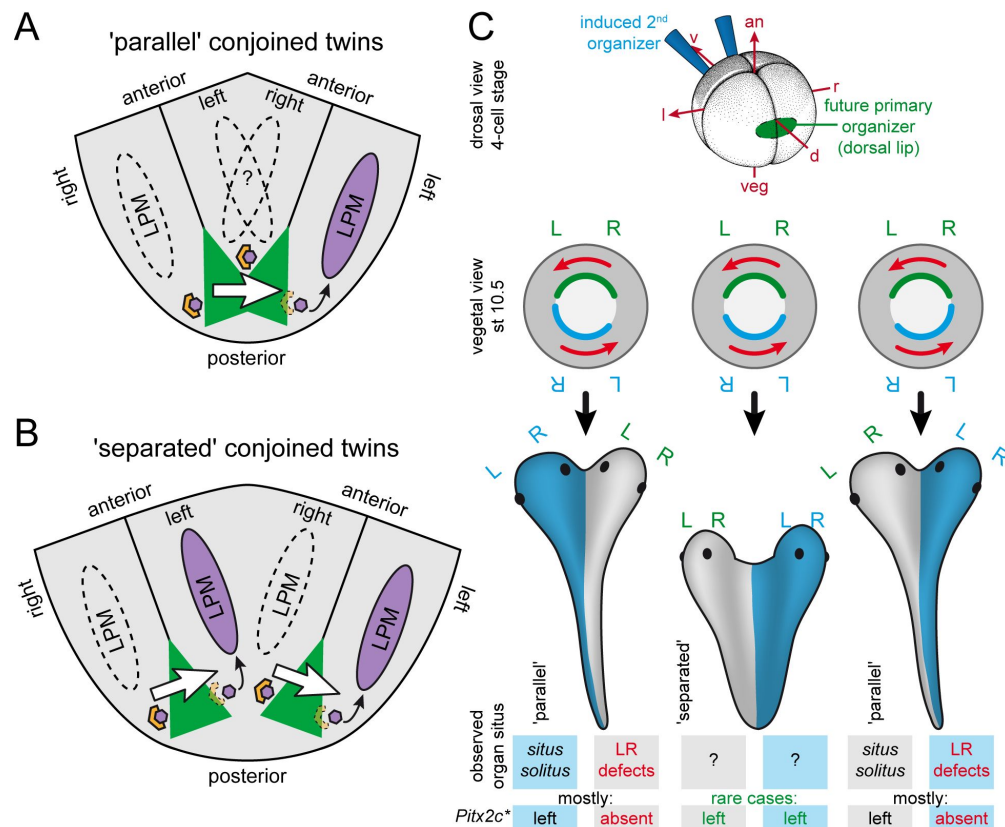 A
'parallel' conjoined twins
anterior
left
right
anterior
right
left
LPM
?
LPM
posterior
B
'separated' conjoined twins
anterior
left
right
anterior
right
left
LPM
LPM
LPM
LPM
posterior
C
drosal view
4-cell stage
induced 2nd
organizer
v
an
r
l
future primary
organizer
(dorsal lip)
d
veg
vegetal view
st 10.5
L R
L R
L R
R L
R L
R L
L R L R
L R L R
L R L R
'parallel'
'separated'
'parallel'
observed
organ situs
situs
solitus
LR
defects
?
?
situs
solitus
LR
defects
mostly:
rare cases:
mostly:
Pitx2c*
left
absent
left
left
left
absent